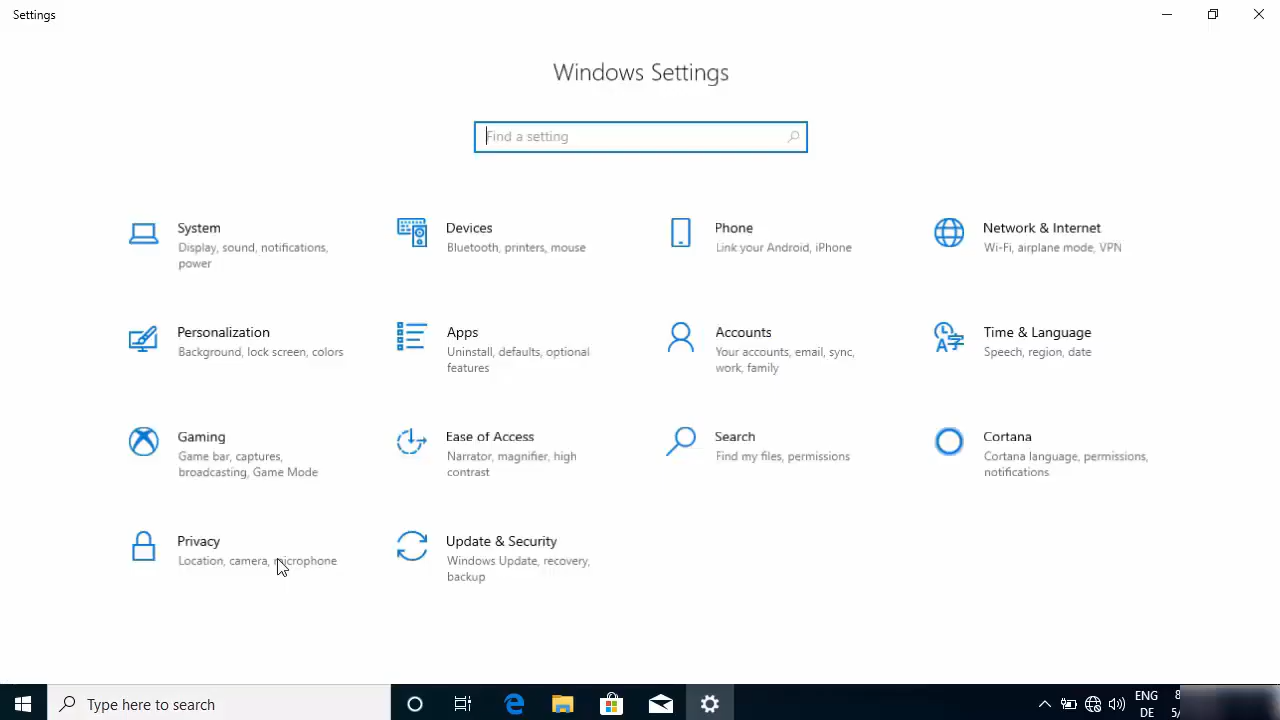 Settings
Windows Settings
Find a setting
System
Display, sound, notifications,
power
Devices
Bluetooth, printers, mouse
Phone
Link your Android, iPhone
Network & Internet
Wi-Fi, airplane mode, VPN
Personalization
Background, lock screen, colors
Apps
Uninstall, defaults, optional
features
Accounts
Your accounts, email, sync,
work, family
Time & Language
Speech, region, date
Gaming
Game bar, captures,
broadcasting, Game Mode
Ease of Access
Narrator, magnifier, high
contrast
Search
Find my files, permissions
Cortana
Cortana language, permissions,
notifications
Privacy
Location, camera, microphone
Update & Security
Windows Update, recovery,
backup
Type here to search
ENG
DE